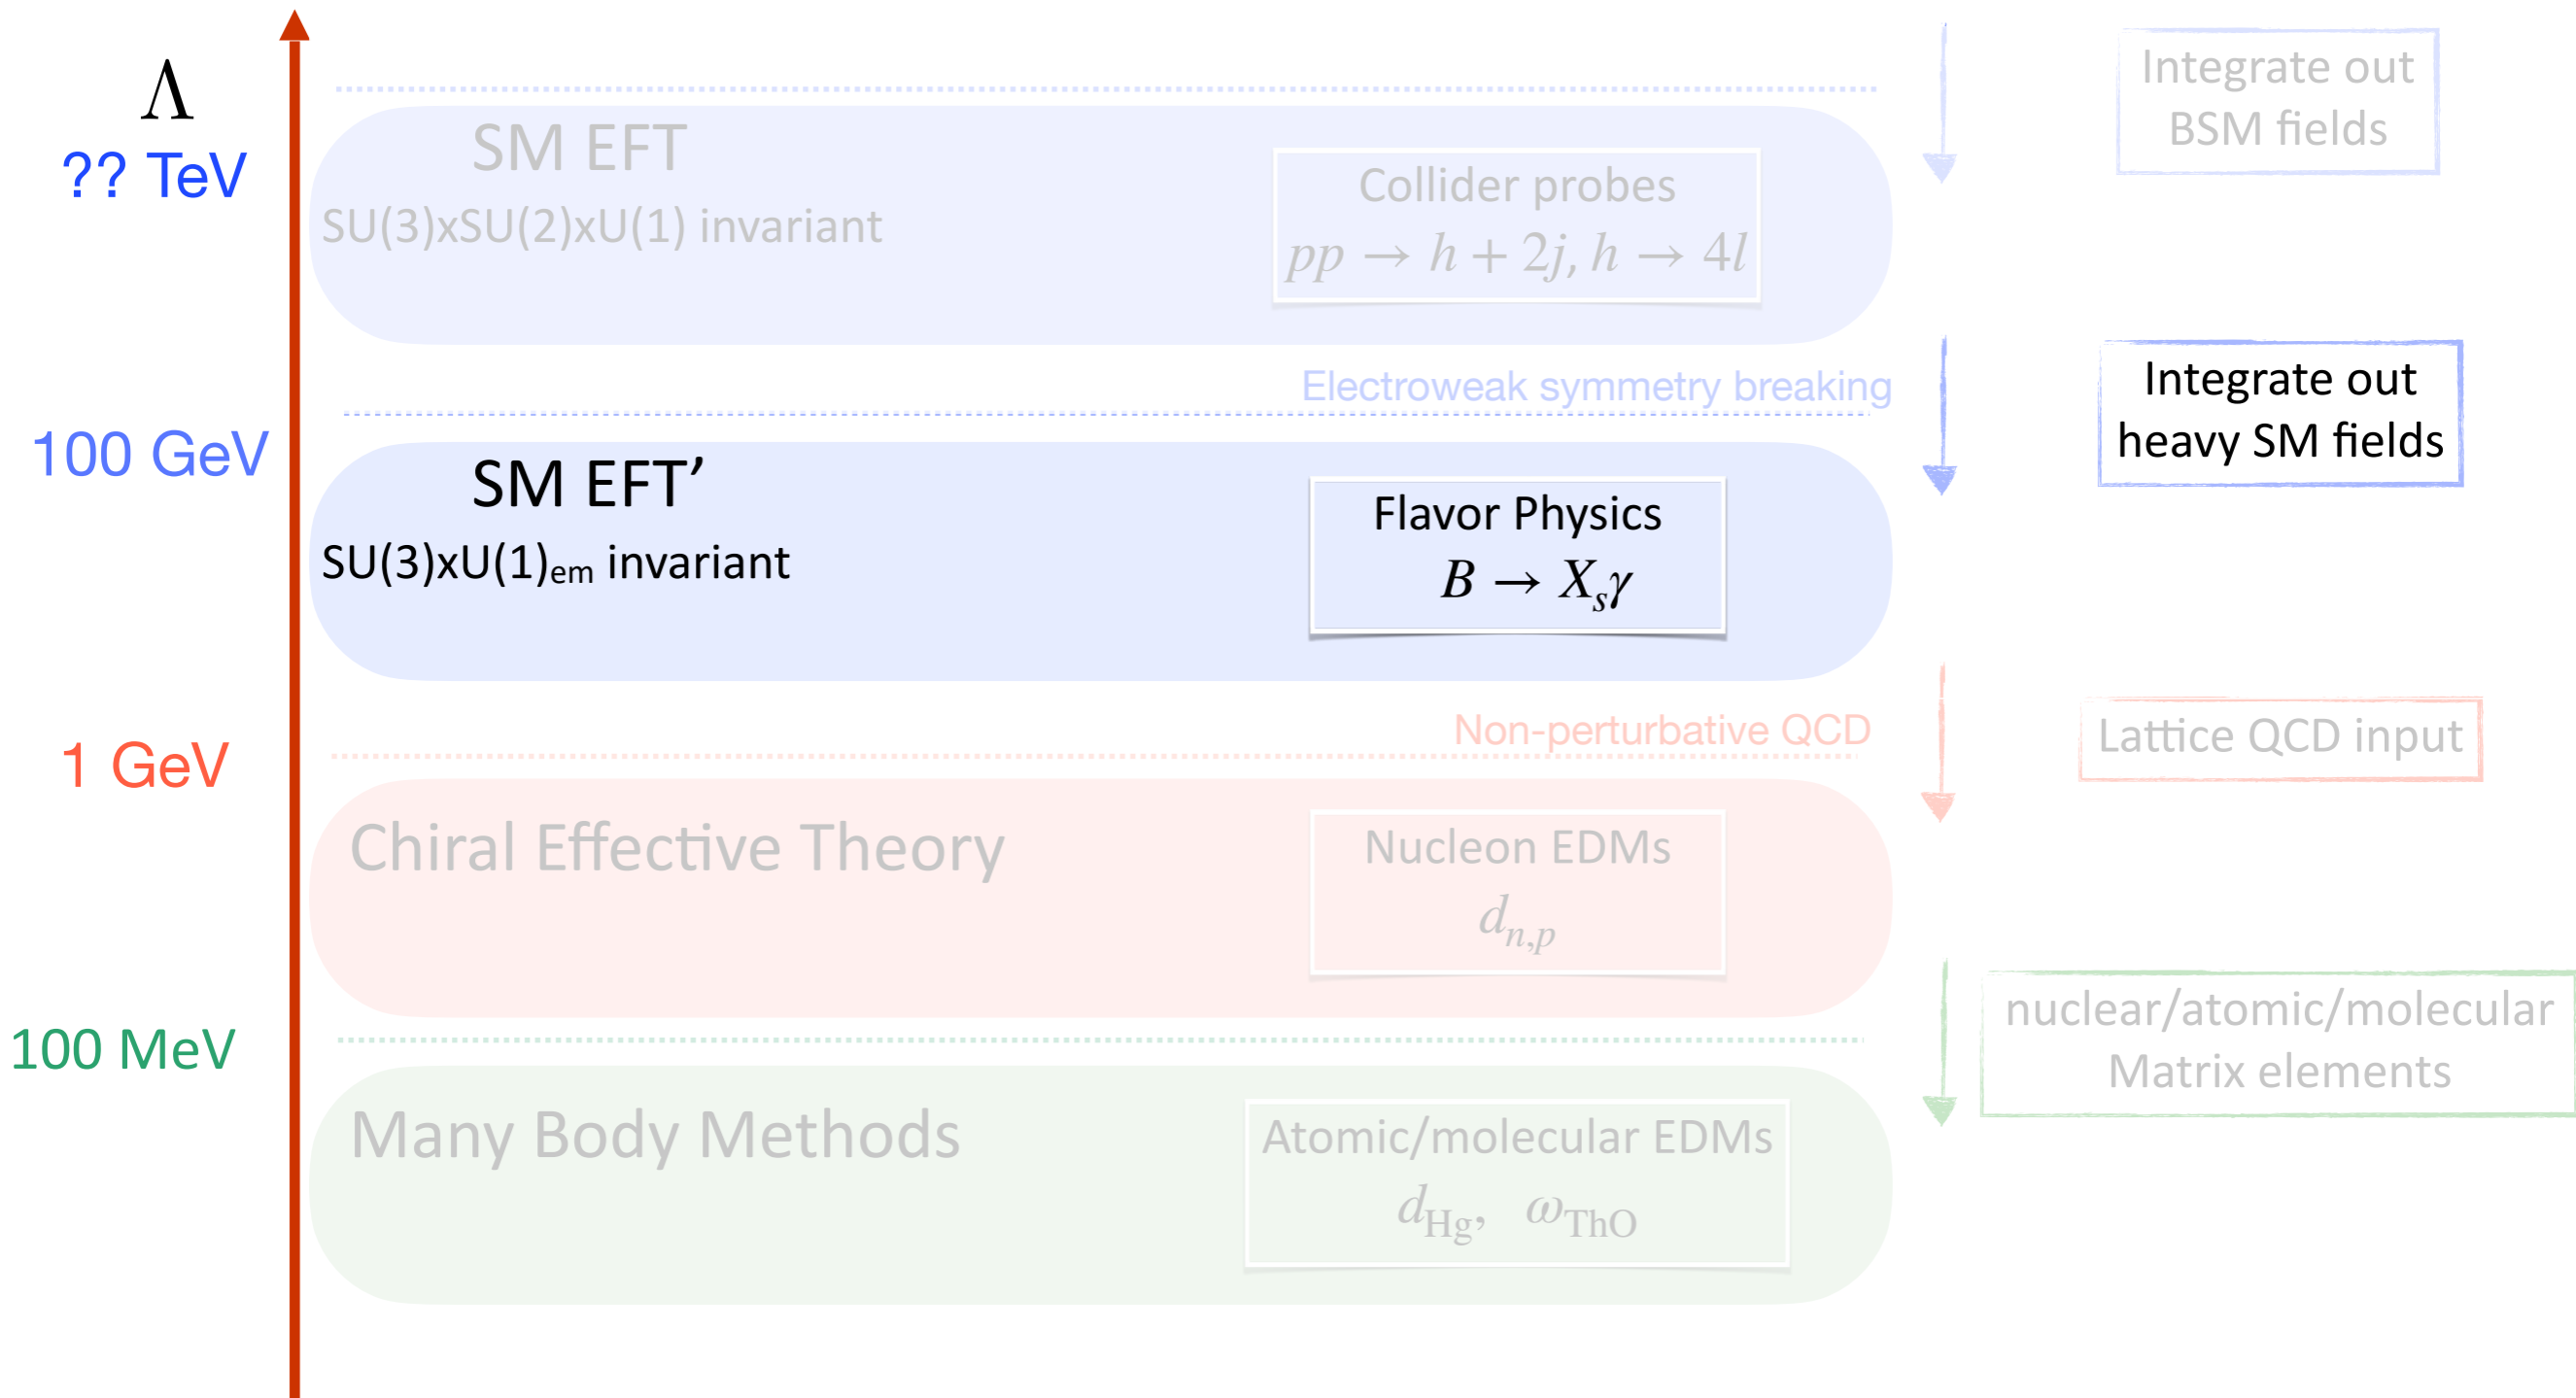 Λ
?? TeV
SM EFT
SU(3)xSU(2)xU(1) invariant
Collider probes
pp → h + 2j, h → 4l
Integrate out
BSM fields
Electroweak symmetry breaking
100 GeV
SM EFT’
SU(3)xU(1)em invariant
Flavor Physics
B → Xsγ
Integrate out
heavy SM fields
Non-perturbative QCD
1 GeV
Chiral Effective Theory
Nucleon EDMs
dn,p
Lattice QCD input
100 MeV
Many Body Methods
Atomic/molecular EDMs
dHg, ωThO
nuclear/atomic/molecular
Matrix elements